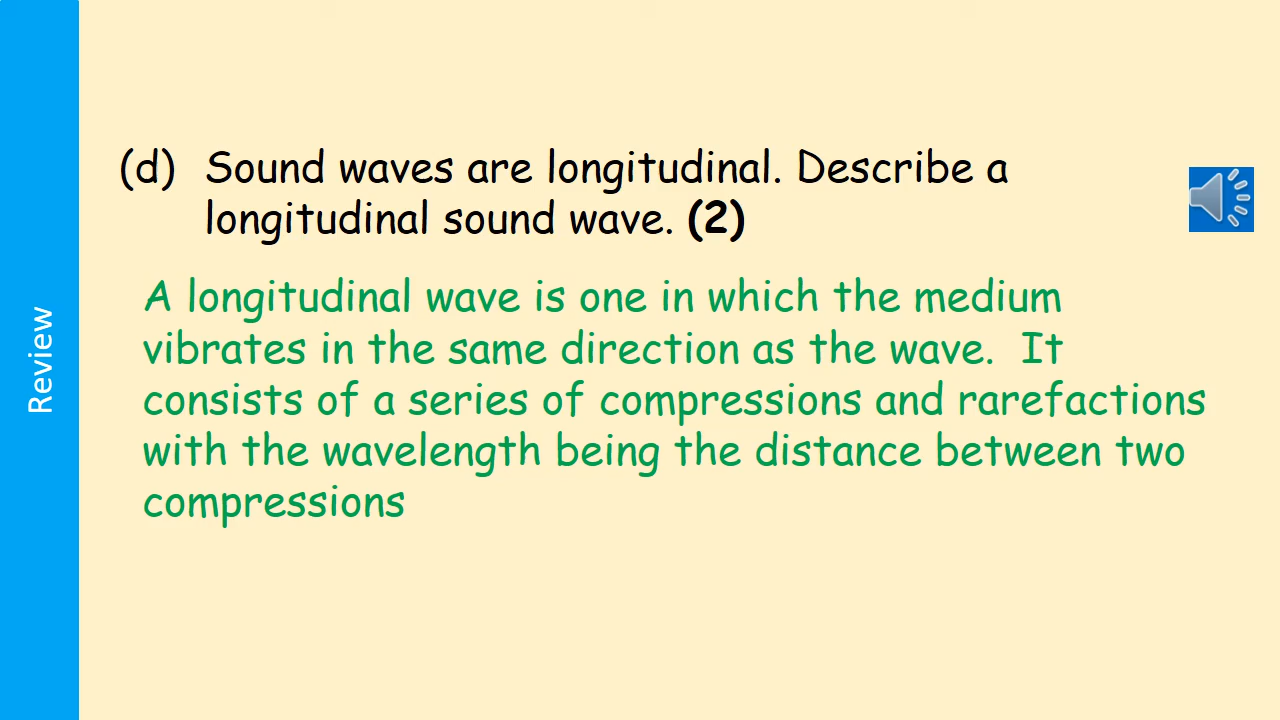 (d) Sound waves are longitudinal. Describe a
longitudinal sound wave. (2)
A longitudinal wave is one in which the medium
vibrates in the same direction as the wave. It
consists of a series of compressions and rarefactions
with the wavelength being the distance between two
compressions
Review